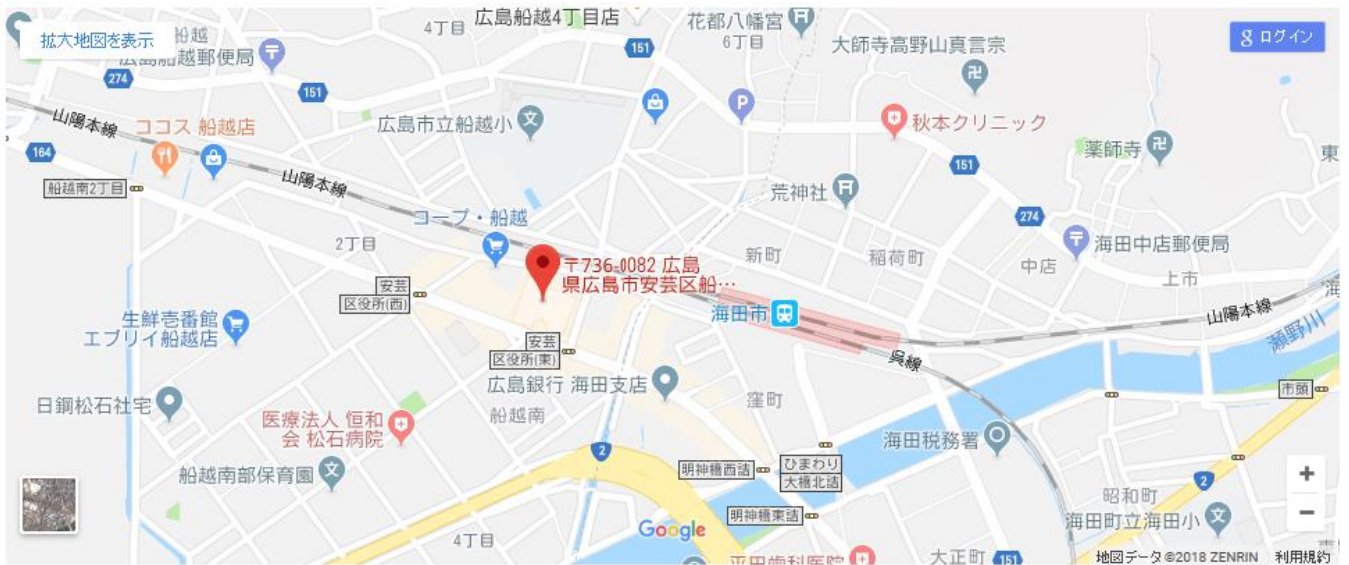 広島船越4丁目店
花都八幡宮
4丁目
6丁目
拡大地図を表示
船越
広島船越郵便局
大師寺高野山真言宗
g ログイン
151
274
151
山陽本線
ココス 船越店
広島市立船越小
P
秋本クリニック
164
151
薬師寺
東
船越南2丁目
山陽本線
荒神社
コープ・船越
274
2丁目
新町
稲荷町
海田中店郵便局
中店
上市
〒736-0082 広島
県広島市安芸区船…
安芸
区役所(西)
海田市
山陽本線
海
瀬野川
生鮮壱番館
エブリイ船越店
安芸
区役所(東)
呉線
広島銀行 海田支店
日鋼松石社宅
医療法人 恒和
会 松石病院
船越南
窪町
市頭
海田税務署
2
船越南部保育園
明神橋西詰
ひまわり
大橋北詰
2
+
−
昭和町
明神橋東詰
海田町立海田小
Google
4丁目
平田歯科医院
大正町
151
地図データ ©2018 ZENRIN
利用規約